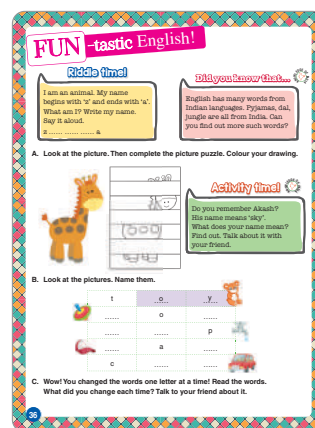 FUN-tastic English!
Riddle time!
I am an animal. My name
begins with 'z' and ends with 'a'.
What am I? Write my name.
Say it aloud.
z ...... ...... ...... a
Did you know that...
English has many words from
Indian languages. Pyjamas, dal,
jungle are all from India. Can
you find out more such words?
A. Look at the picture. Then complete the picture puzzle. Colour your drawing.
Activity time!
Do you remember Akash?
His name means 'sky'.
What does your name mean?
Find out. Talk about it with
your friend.
B. Look at the pictures. Name them.
t o y
...... o ......
...... ...... p
...... a ......
c ...... ......
C. Wow! You changed the words one letter at a time! Read the words.
What did you change each time? Talk to your friend about it.
36